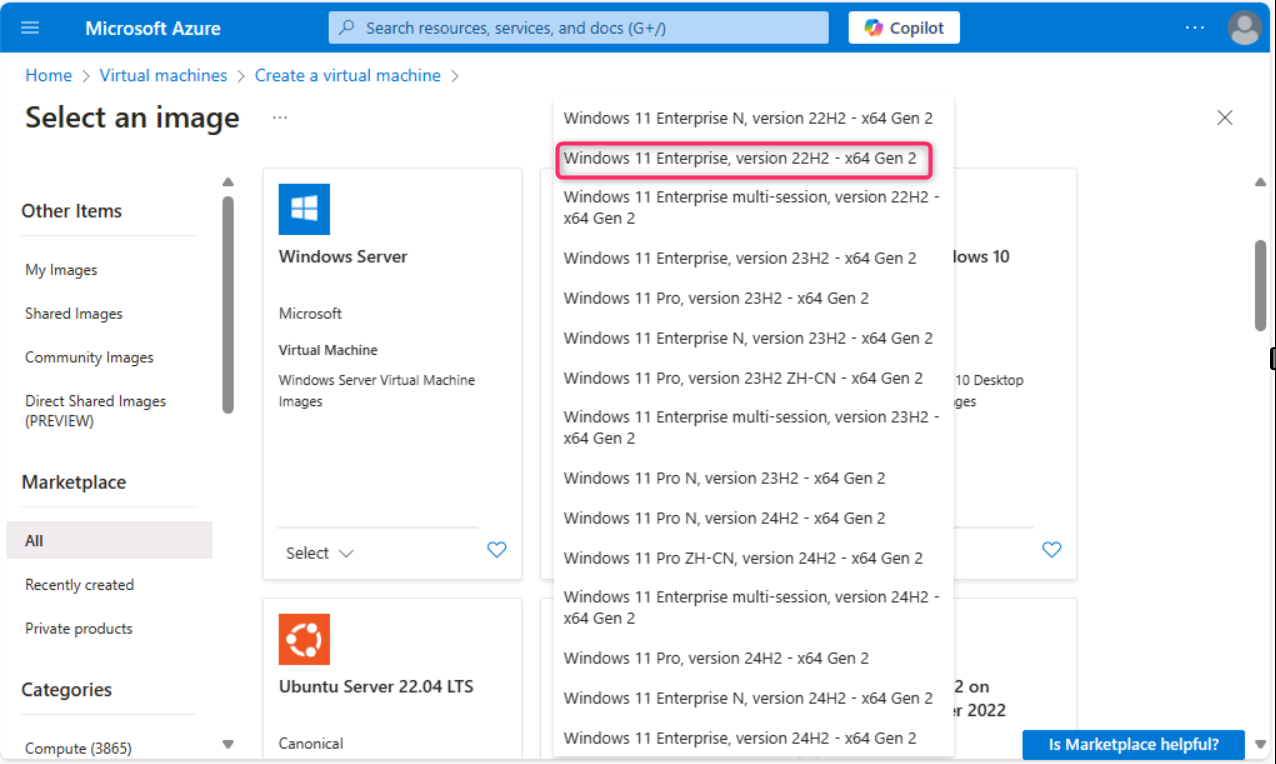 Microsoft Azure
Search resources, services, and docs (G+/)
Copilot
Home > Virtual machines > Create a virtual machine >
Select an image
Other Items
My Images
Shared Images
Community Images
Direct Shared Images
(PREVIEW)
Marketplace
All
Recently created
Private products
Categories
Compute (3865)
Windows Server
Microsoft
Virtual Machine
Windows Server Virtual Machine
Images
Select
Ubuntu Server 22.04 LTS
Canonical
Windows 11 Enterprise N, version 22H2 - x64 Gen 2
Windows 11 Enterprise, version 22H2 - x64 Gen 2
Windows 11 Enterprise multi-session, version 22H2 -
x64 Gen 2
Windows 11 Enterprise, version 23H2 - x64 Gen 2
Windows 11 Pro, version 23H2 - x64 Gen 2
Windows 11 Enterprise N, version 23H2 - x64 Gen 2
Windows 11 Pro, version 23H2 ZH-CN - x64 Gen 2
Windows 11 Enterprise multi-session, version 23H2 -
x64 Gen 2
Windows 11 Pro N, version 23H2 - x64 Gen 2
Windows 11 Pro N, version 24H2 - x64 Gen 2
Windows 11 Pro ZH-CN, version 24H2 - x64 Gen 2
Windows 11 Enterprise multi-session, version 24H2 -
x64 Gen 2
Windows 11 Pro, version 24H2 - x64 Gen 2
Windows 11 Enterprise N, version 24H2 - x64 Gen 2
Windows 11 Enterprise, version 24H2 - x64 Gen 2
lows 10
10 Desktop
ges
2 on
r 2022
Is Marketplace helpful?